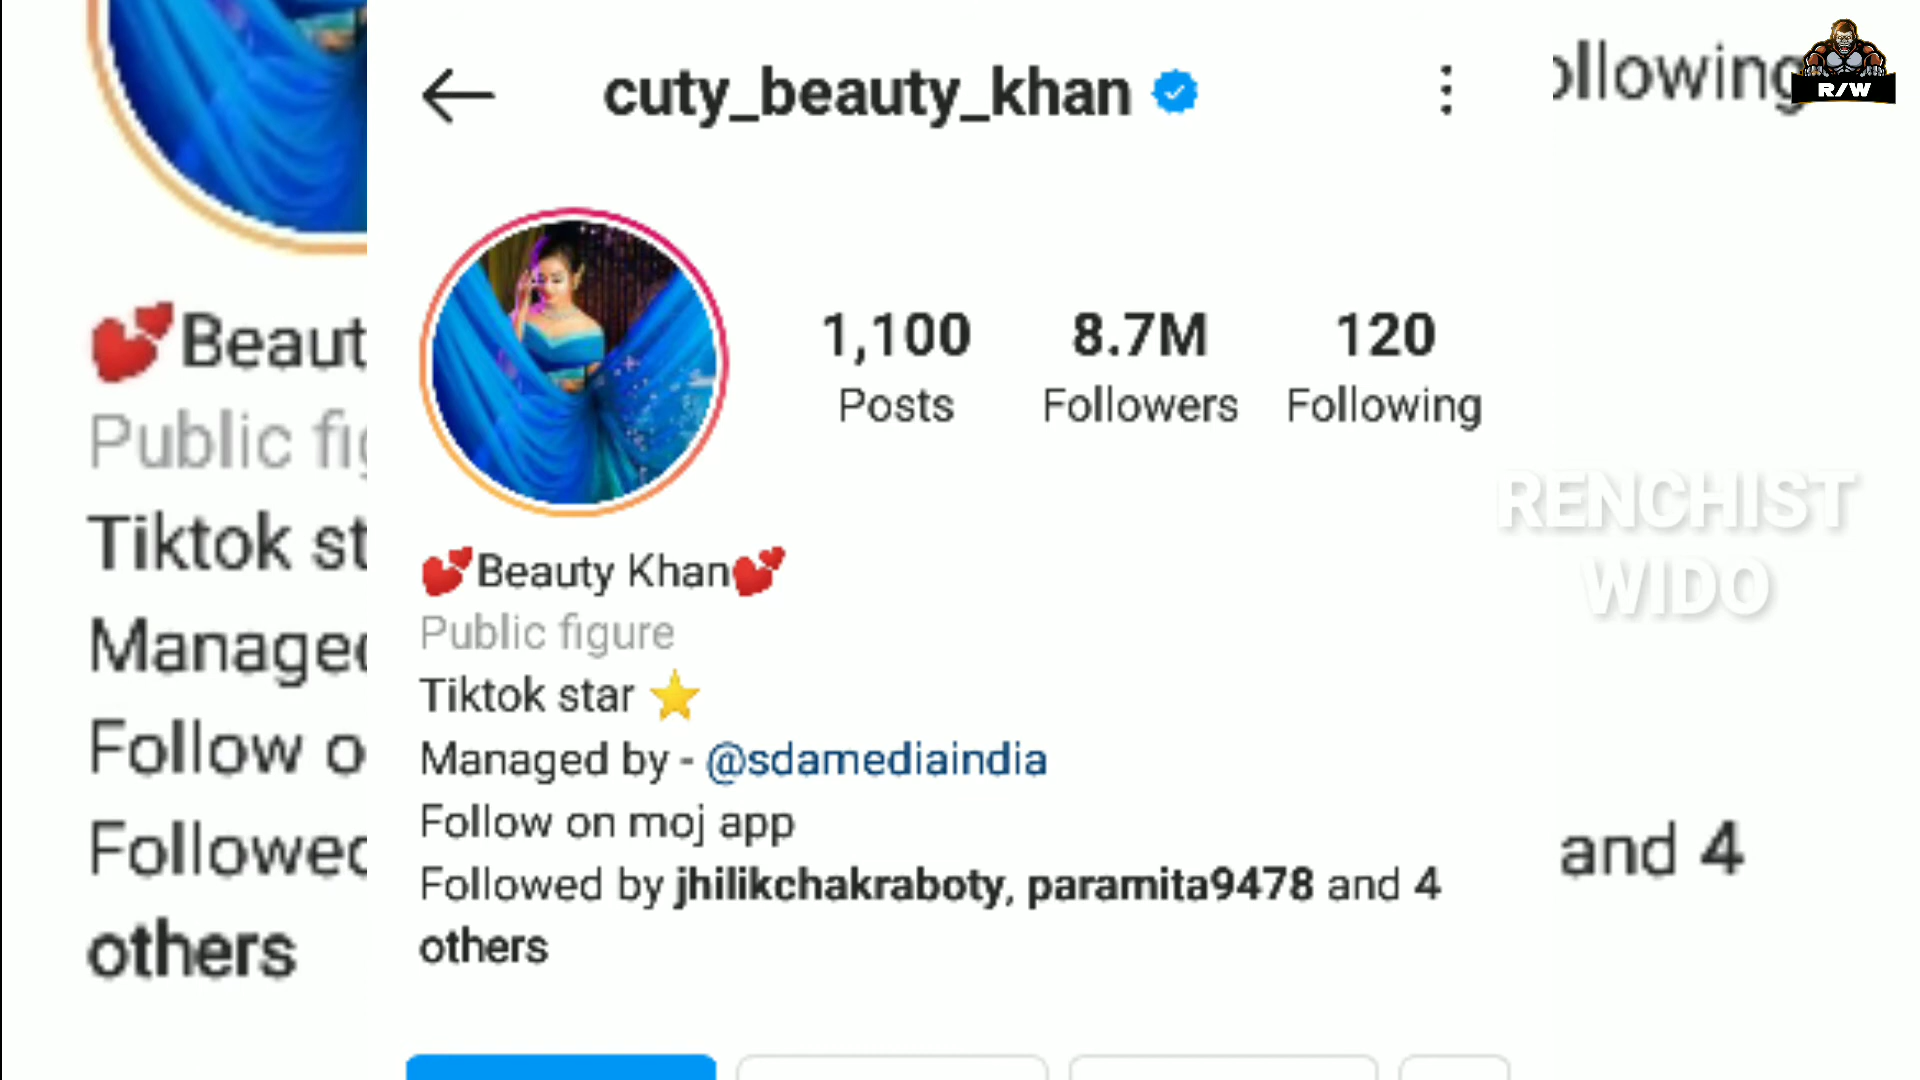 cuty_beauty_khan
ollowing
R/W
1,100 8.7M 120
Posts Followers Following
RENCHIST
WIDO
💕Beaut
Public fig
Tiktok st
Managed
Follow o
Followed
others
💕Beauty Khan💕
Public figure
Tiktok star ⭐
Managed by - @sdamediaindia
Follow on moj app
Followed by jhilikchakraboty, paramita9478 and 4
others
and 4